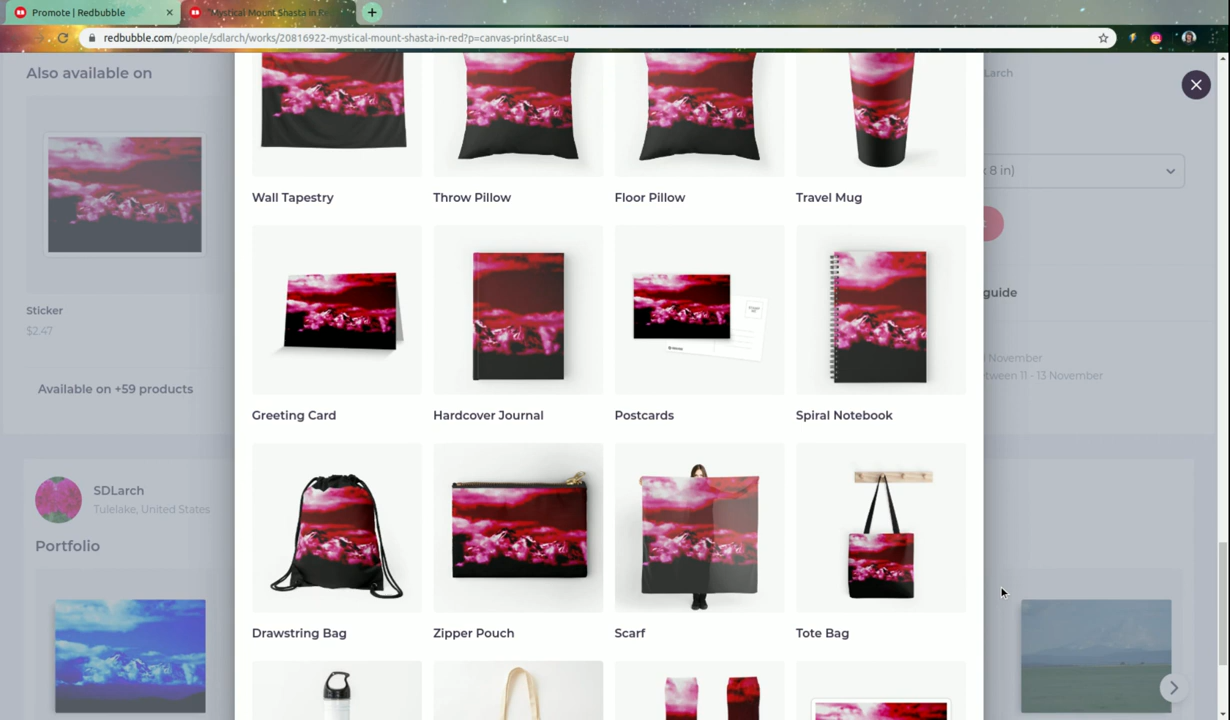 Promote | Redbubble
"Mystical Mount Shasta in R
redbubble.com/people/sdlarch/works/20816922-mystical-mount-shasta-in-red?p=canvas-print&asc=u
Also available on
Larch
x 8 in)
Wall Tapestry
Throw Pillow
Floor Pillow
Travel Mug
guide
Sticker
$2.47
November
tween 11 - 13 November
Available on +59 products
Greeting Card
Hardcover Journal
Postcards
Spiral Notebook
SDLarch
Tulelake, United States
Portfolio
Drawstring Bag
Zipper Pouch
Scarf
Tote Bag